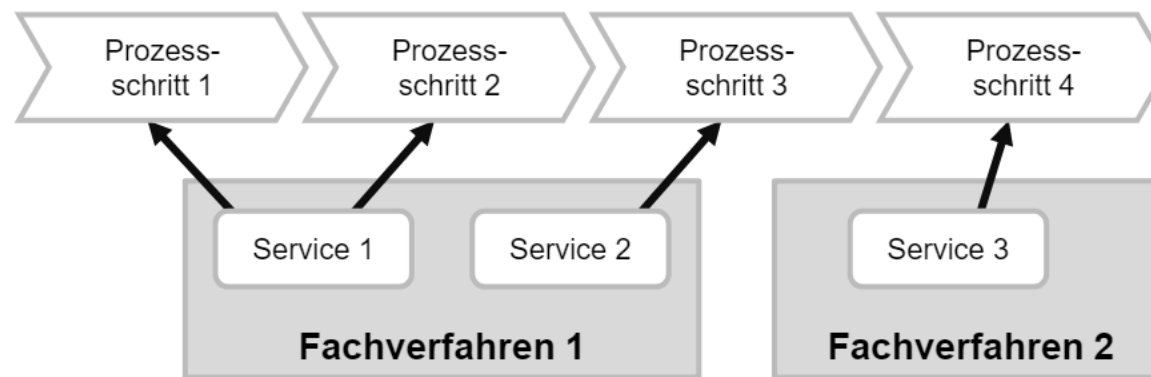 Prozess-
schritt 1
Prozess-
schritt 2
Prozess-
schritt 3
Prozess-
schritt 4
Service 1
Service 2
Service 3
Fachverfahren 1
Fachverfahren 2